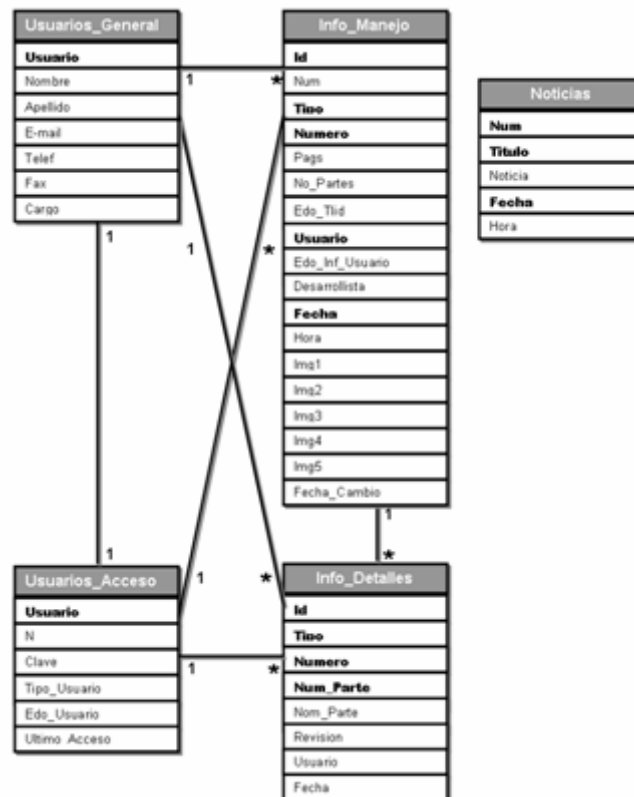 Usuarios_General
Usuario
Nombre
Apellido
E-mail
Telef
Fax
Cargo
1
1
1
*
Info_Manejo
Id
Num
Tipo
Numero
Pags
No_Partes
Edo_Tlid
Usuario
Edo_Inf_Usuario
Desarrollista
Fecha
Hora
Img1
Img2
Img3
Img4
Img5
Fecha_Cambio
*
1
*
Noticias
Num
Titulo
Noticia
Fecha
Hora
1
Usuarios_Acceso
Usuario
N
Clave
Tipo_Usuario
Edo_Usuario
Ultimo Acceso
1
*
1
*
Info_Detalles
Id
Tipo
Numero
Num_Parte
Nom_Parte
Revision
Usuario
Fecha